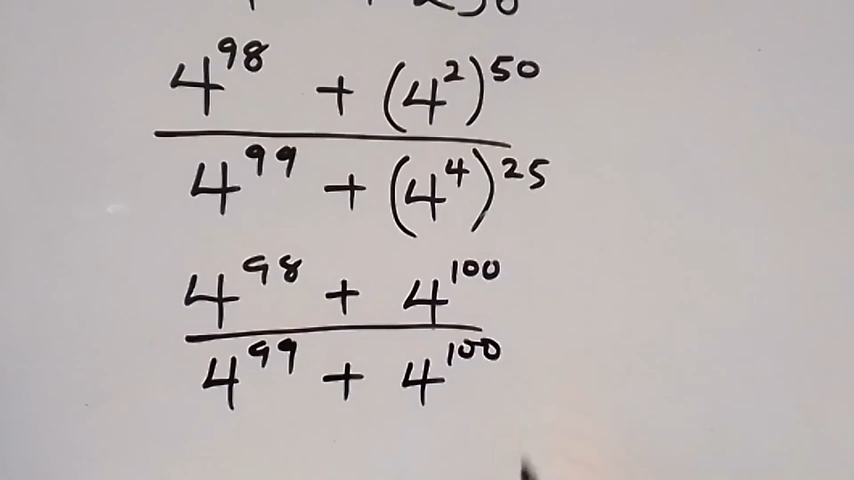 4^98 + (4^2)^50
4^99 + (4^4)^25
4^98 + 4^100
4^99 + 4^100